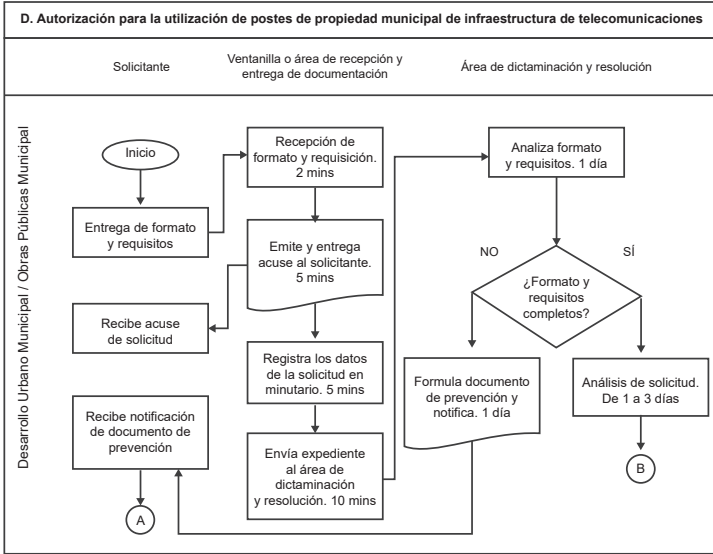 D. Autorización para la utilización de postes de propiedad municipal de infraestructura de telecomunicaciones
Solicitante
Ventanilla o área de recepción y
entrega de documentación
Área de dictaminación y resolución
Desarrollo Urbano Municipal / Obras Públicas Municipal
Inicio
Entrega de formato
y requisitos
Recepción de
formato y requisición.
2 mins
Emite y entrega
acuse al solicitante.
5 mins
Recibe acuse
de solicitud
Registra los datos
de la solicitud en
minutario. 5 mins
Envía expediente
al área de
dictaminación
y resolución. 10 mins
Analiza formato
y requisitos. 1 día
NO
SÍ
¿Formato y
requisitos
completos?
Formula documento
de prevención y
notifica. 1 día
Análisis de solicitud.
De 1 a 3 días
B
Recibe notificación
de documento de
prevención
A